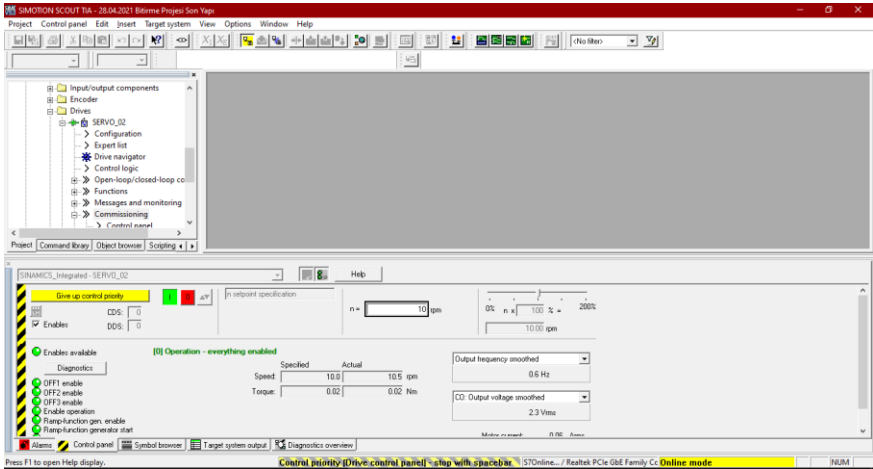 SIMOTION SCOUT TIA - 28.04.2021 Bitirme Projesi Son Yapı
Project Control panel Edit Insert Target system View Options Window Help
<No filter>
Input/output components
Encoder
Drives
SERVO_02
Configuration
Expert list
Drive navigator
Control logic
Open-loop/closed-loop co
Functions
Messages and monitoring
Commissioning
Control panel
Project Command library Object browser Scripting
SINAMICS_Integrated - SERVO_02
Help
Give up control priority
I 0
n setpoint specification
n = 10 rpm
0% n x 100 % = 200%
10.00 rpm
CDS: 0
Enables DDS: 0
Enables available
[0] Operation - everything enabled
Diagnostics
Specified Actual
Speed: 10.0 10.5 rpm
Torque: 0.02 0.02 Nm
Output frequency smoothed
0.6 Hz
CO: Output voltage smoothed
2.3 Vrms
Motor current: 0.06 Arms
OFF1 enable
OFF2 enable
OFF3 enable
Enable operation
Ramp-function gen. enable
Ramp-function generator start
Alarms Control panel Symbol browser Target system output Diagnostics overview
Press F1 to open Help display. Control priority (Drive control panel) - stop with spacebar S7Online... / Realtek PCIe GbE Family Cc Online mode NUM